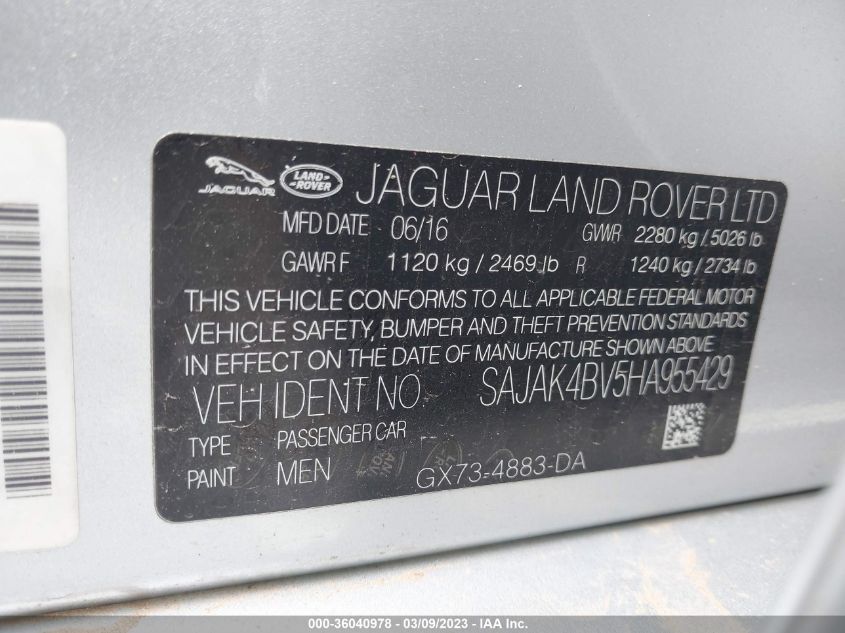 JAGUAR LAND- ROVER JAGUAR LAND ROVER LTD
MFD DATE 06/16 GVWR 2280 kg / 5026 lb
GAWR F 1120 kg / 2469 lb R 1240 kg / 2734 lb
THIS VEHICLE CONFORMS TO ALL APPLICABLE FEDERAL MOTOR
VEHICLE SAFETY, BUMPER AND THEFT PREVENTION STANDARDS
IN EFFECT ON THE DATE OF MANUFACTURE SHOWN ABOVE
VEH IDENT NO. SAJAK4BV5HA955429
TYPE PASSENGER CAR
PAINT MEN GX73-4883-DA
000-36040978 - 03/09/2023 - IAA Inc.